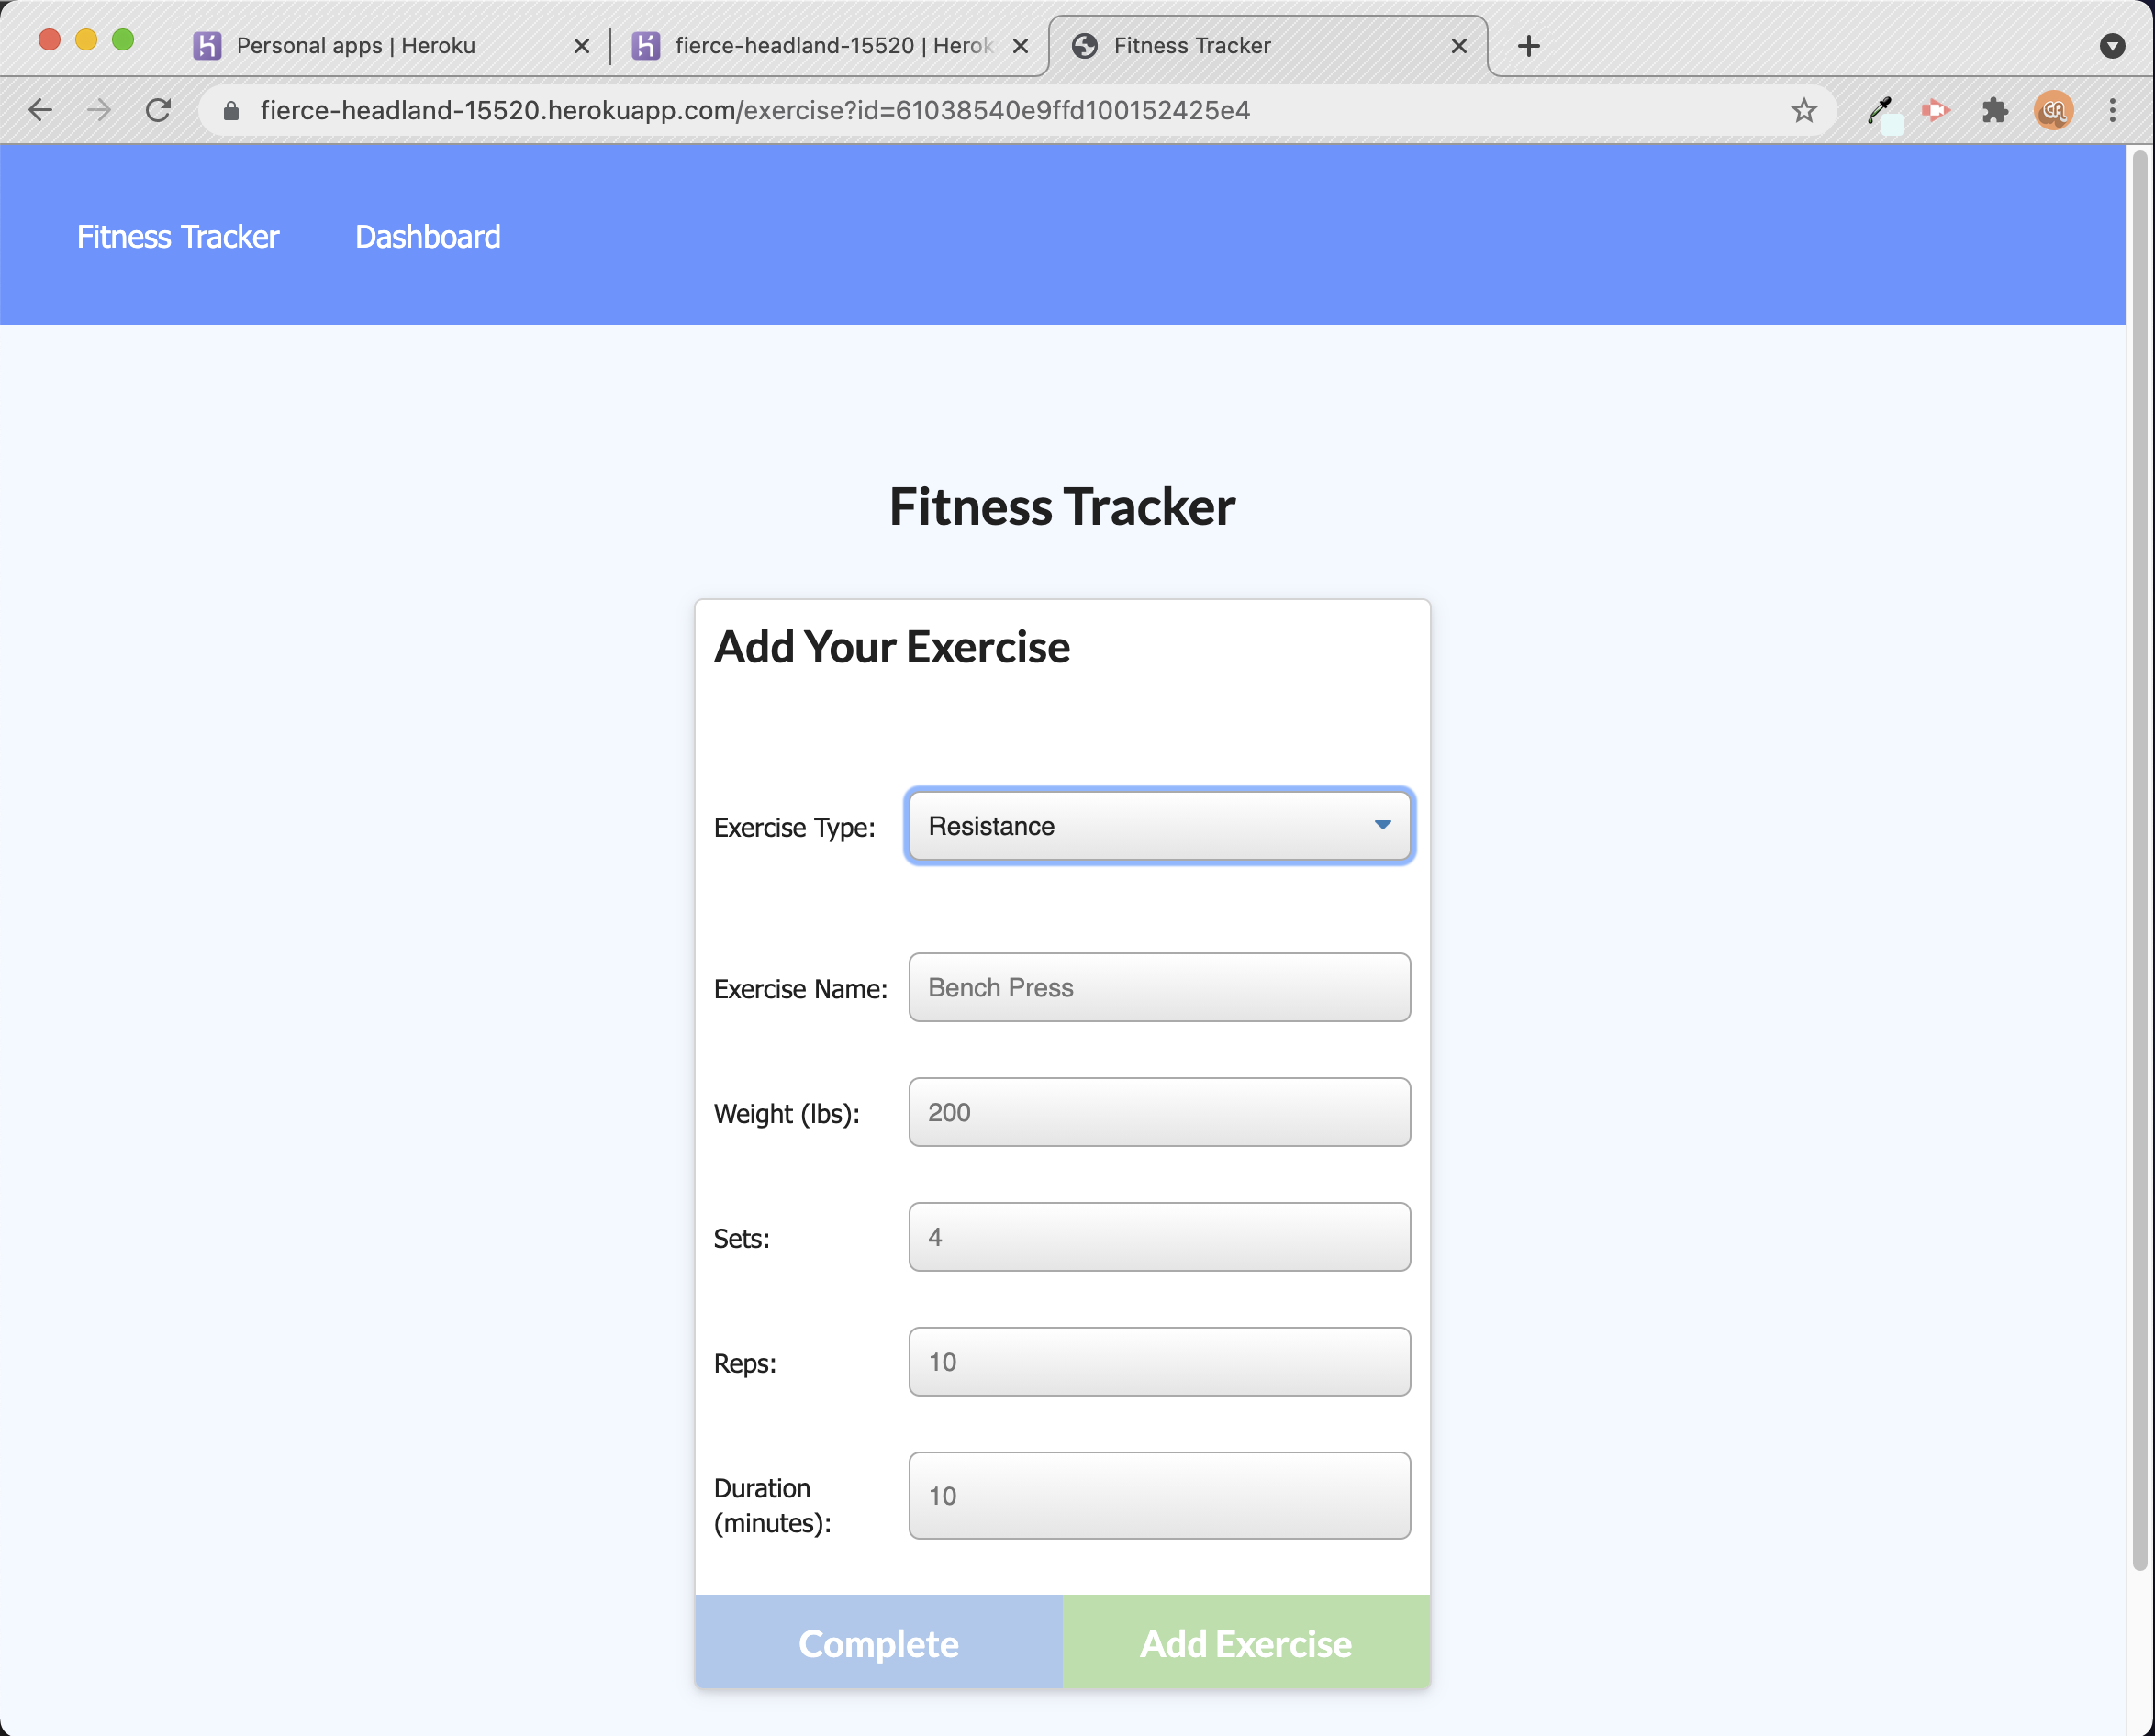 Personal apps | Heroku
fierce-headland-15520 | Herok
Fitness Tracker
fierce-headland-15520.herokuapp.com/exercise?id=61038540e9ffd100152425e4
Fitness Tracker Dashboard
Fitness Tracker
Add Your Exercise
Exercise Type: Resistance
Exercise Name: Bench Press
Weight (lbs): 200
Sets: 4
Reps: 10
Duration
(minutes): 10
Complete Add Exercise